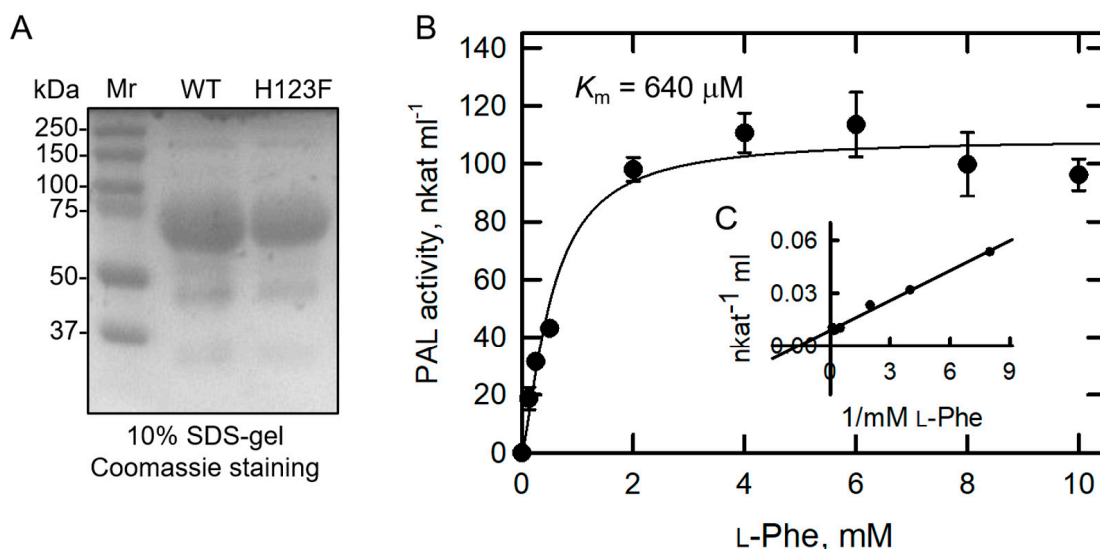 A
kDa Mr WT H123F
250-
150-
100-
75-
50-
37-
10% SDS-gel
Coomassie staining
B
PAL activity, nkat ml⁻¹
140
120
100
80
60
40
20
0
Kₘ = 640 μM
C
nkat⁻¹ ml
0.06
0.03
0.00
0 3 6 9
1/mM L-Phe
0 2 4 6 8 10
L-Phe, mM